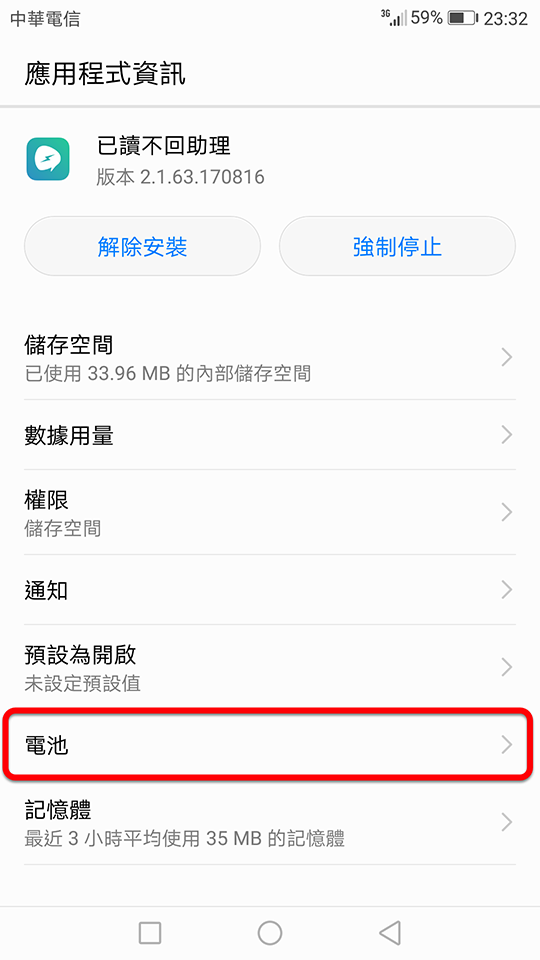 中華電信 3G 59% 23:32
應用程式資訊
已讀不回助理
版本 2.1.63.170816
解除安裝 強制停止
儲存空間
已使用 33.96 MB 的內部儲存空間
數據用量
權限
儲存空間
通知
預設為開啟
未設定預設值
電池
記憶體
最近 3 小時平均使用 35 MB 的記憶體